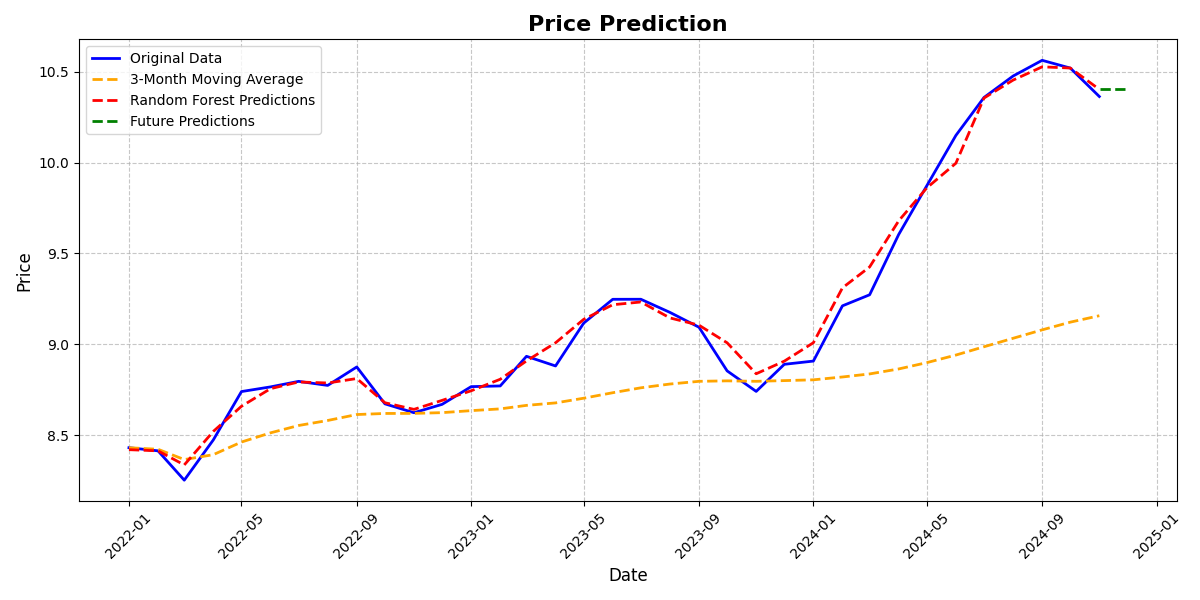 Price Prediction
Original Data
3-Month Moving Average
Random Forest Predictions
Future Predictions
Price
10.5
10.0
9.5
9.0
8.5
2022-01
2022-05
2022-09
2023-01
2023-05
2023-09
2024-01
2024-05
2024-09
2025-01
Date